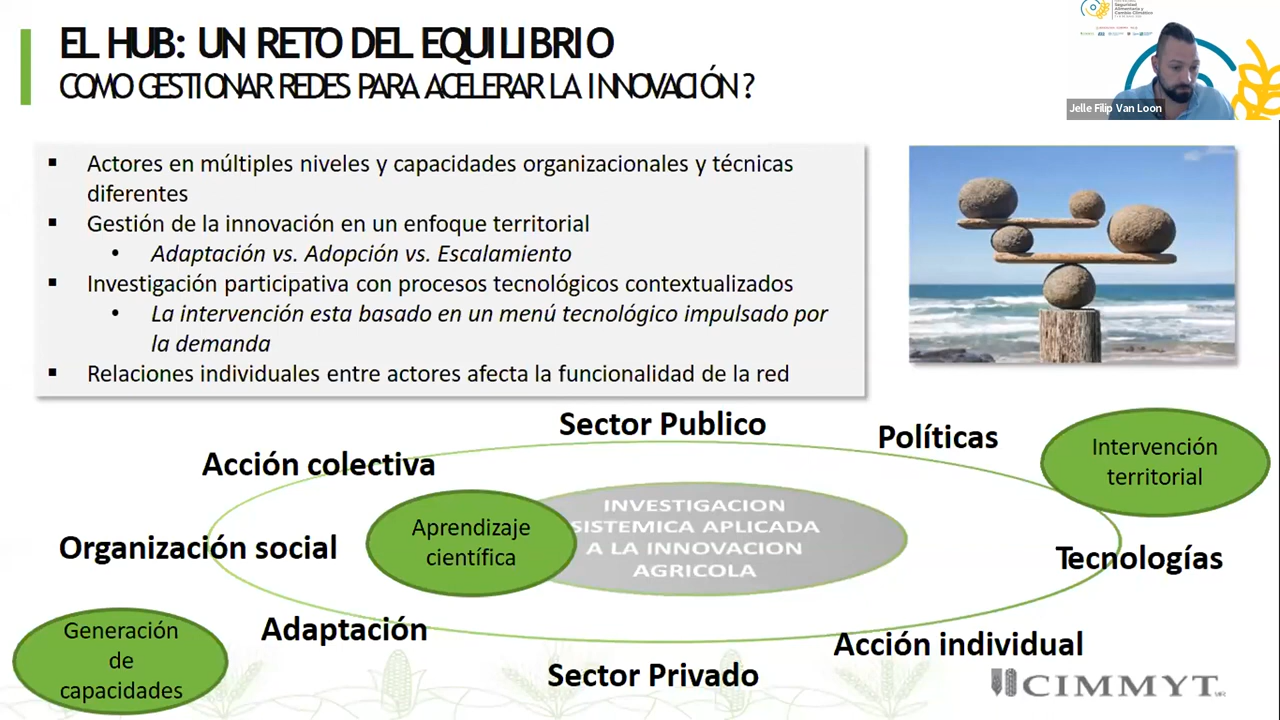 EL HUB: UN RETO DEL EQUILIBRIO
COMO GESTIONAR REDES PARA ACELERAR LA INNOVACIÓN?
Seguridad
Alimentaria y
Cambio Climático
Jelle Filip Van Loon
▪ Actores en múltiples niveles y capacidades organizacionales y técnicas
diferentes
▪ Gestión de la innovación en un enfoque territorial
• Adaptación vs. Adopción vs. Escalamiento
▪ Investigación participativa con procesos tecnológicos contextualizados
• La intervención esta basado en un menú tecnológico impulsado por
la demanda
▪ Relaciones individuales entre actores afecta la funcionalidad de la red
Sector Publico
Políticas
Intervención
territorial
Acción colectiva
INVESTIGACION
SISTEMICA APLICADA
A LA INNOVACION
AGRICOLA
Aprendizaje
científica
Organización social
Tecnologías
Generación
de
capacidades
Adaptación
Acción individual
Sector Privado
CIMMYT